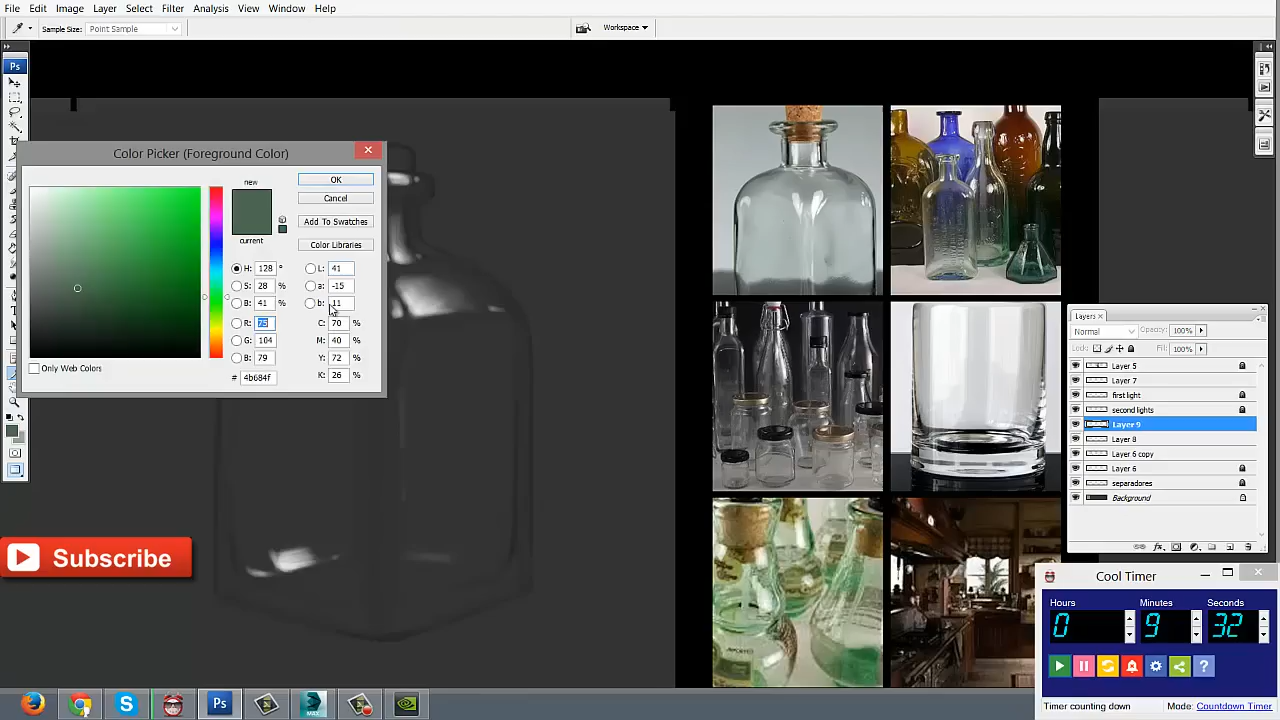 File Edit Image Layer Select Filter Analysis View Window Help
Sample Size: Point Sample
Workspace
Ps
Color Picker (Foreground Color)
new
current
OK
Cancel
Add To Swatches
Color Libraries
H: 128 °
S: 28 %
B: 41 %
R: 75
G: 104
B: 79
# 4b684f
L: 41
a: -15
b: 11
C: 70 %
M: 40 %
Y: 72 %
K: 26 %
Only Web Colors
Subscribe
Layers
Normal Opacity: 100%
Lock: Fill: 100%
Layer 5
Layer 7
first light
second lights
Layer 9
Layer 8
Layer 6 copy
Layer 6
separadores
Background
Cool Timer
Hours Minutes Seconds
0 9 32
Timer counting down Mode: Countdown Timer
Ps